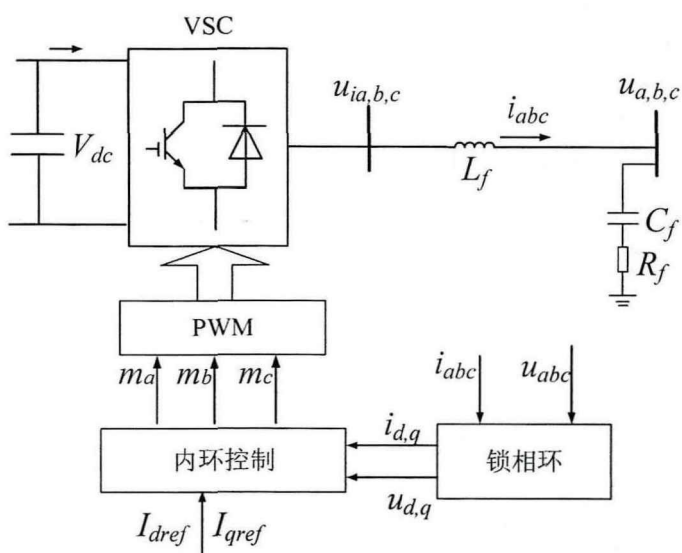 VSC
V_{dc}
u_{ia,b,c}
i_{abc}
u_{a,b,c}
L_f
C_f
R_f
PWM
m_a m_b m_c
i_{abc} u_{abc}
内环控制
i_{d,q}
u_{d,q}
锁相环
I_{dref} I_{qref}